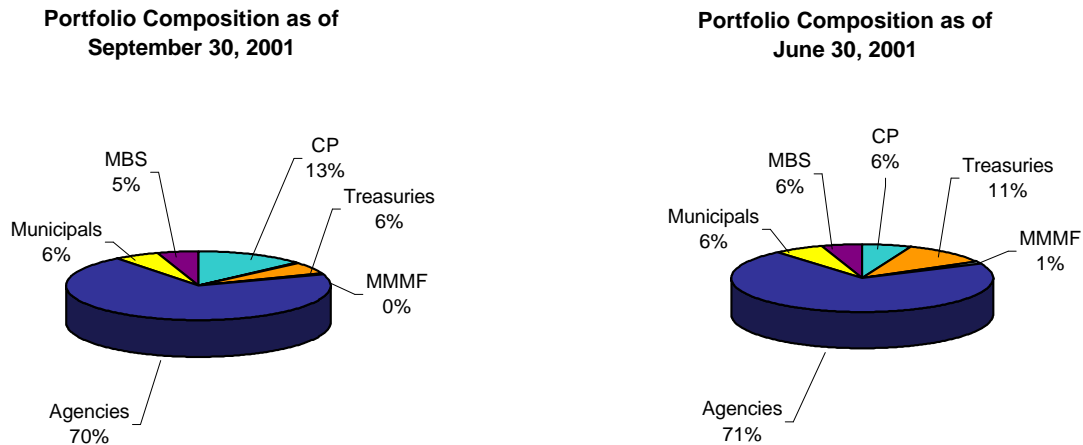 Portfolio Composition as of
September 30, 2001
CP
13%
MBS
5%
Treasuries
6%
Municipals
6%
MMMF
0%
Agencies
70%
Portfolio Composition as of
June 30, 2001
CP
6%
MBS
6%
Treasuries
11%
Municipals
6%
MMMF
1%
Agencies
71%